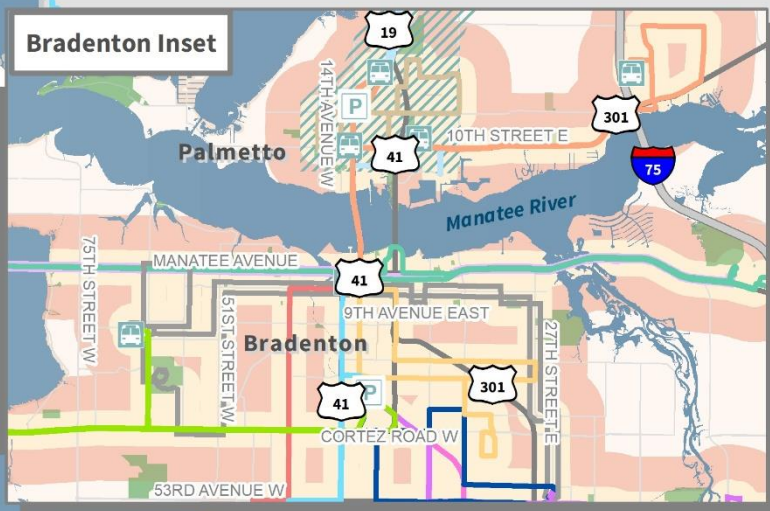 Bradenton Inset
19
14TH AVENUE W
P
301
10TH STREET E
41
Palmetto
75
Manatee River
75TH STREET W
MANATEE AVENUE
41
51ST STREET W
9TH AVENUE EAST
27TH STREET E
Bradenton
301
P
41
CORTEZ ROAD W
53RD AVENUE W